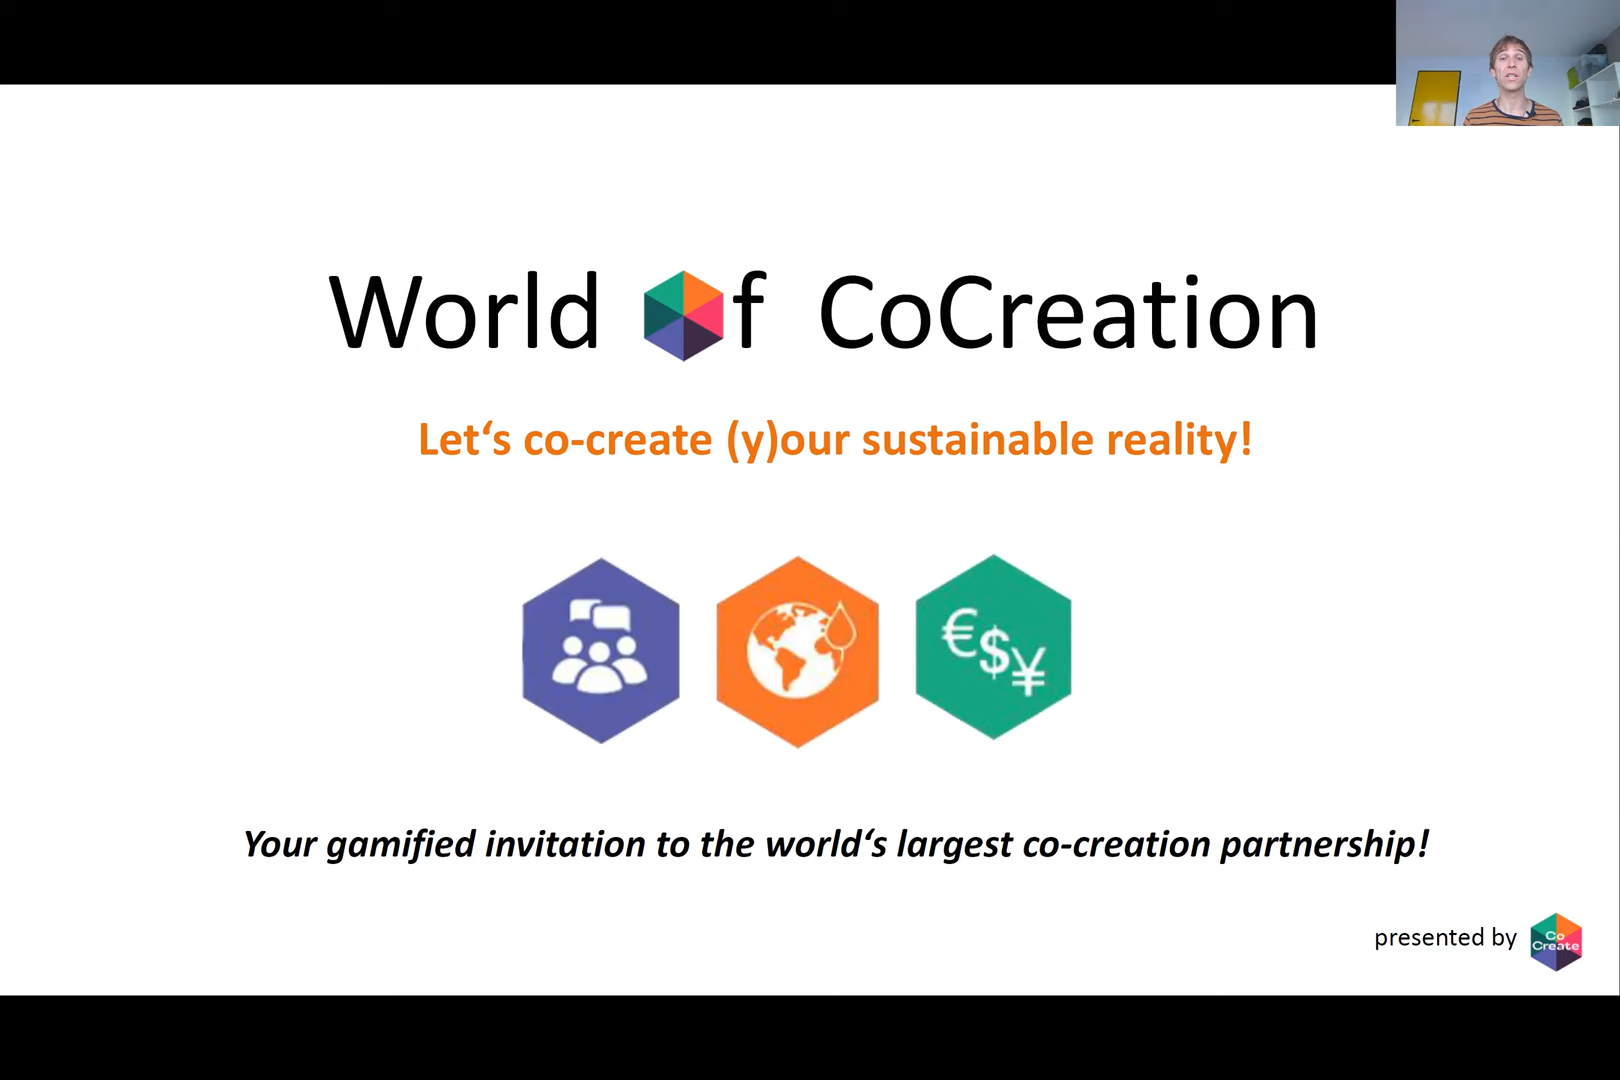 World Of CoCreation
Let‘s co-create (y)our sustainable reality!
€$¥
Your gamified invitation to the world‘s largest co-creation partnership!
presented by
Co
Create